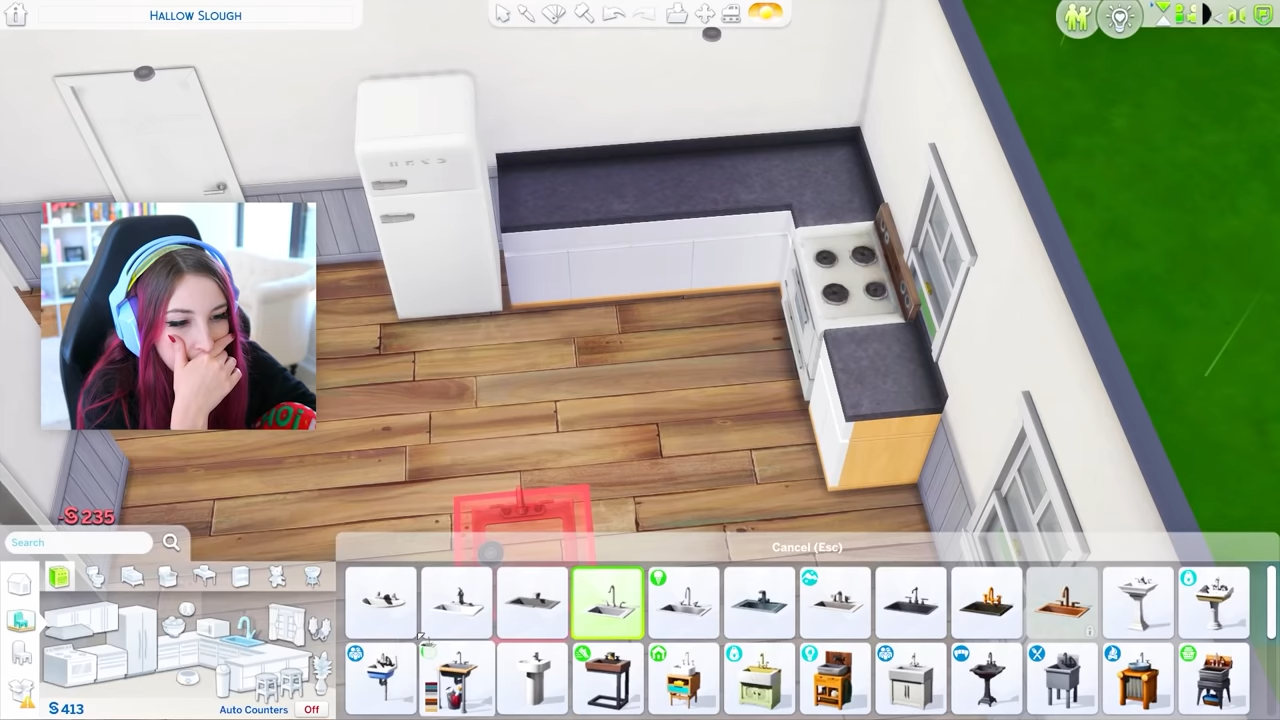 HALLOW SLOUGH
-§235
Search
Cancel (Esc)
§413
Auto Counters
Off